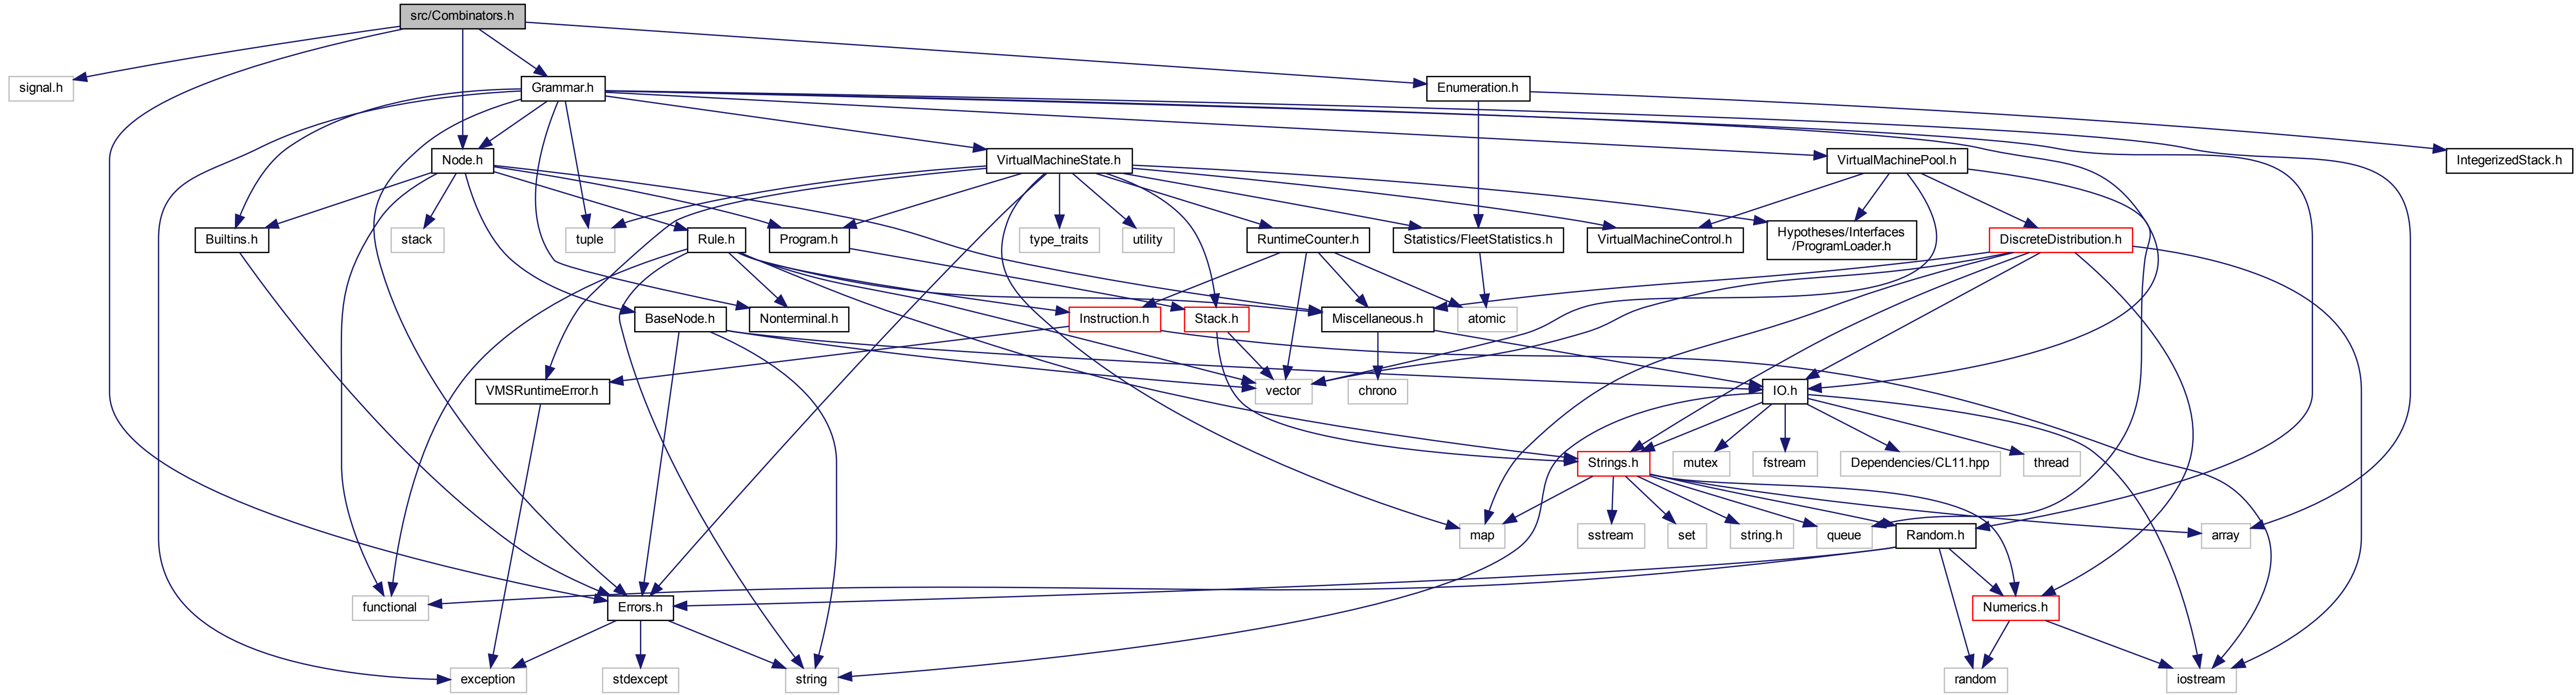 src/Combinators.h
signal.h
Grammar.h
Enumeration.h
Node.h
VirtualMachineState.h
VirtualMachinePool.h
IntegerizedStack.h
Builtins.h
stack
tuple
Rule.h
Program.h
type_traits
utility
RuntimeCounter.h
Statistics/FleetStatistics.h
VirtualMachineControl.h
Hypotheses/Interfaces
/ProgramLoader.h
DiscreteDistribution.h
BaseNode.h
Nonterminal.h
Instruction.h
Stack.h
Miscellaneous.h
atomic
VMSRuntimeError.h
vector
chrono
IO.h
Strings.h
mutex
fstream
Dependencies/CL11.hpp
thread
map
sstream
set
string.h
queue
Random.h
array
functional
Errors.h
Numerics.h
exception
stdexcept
string
random
iostream